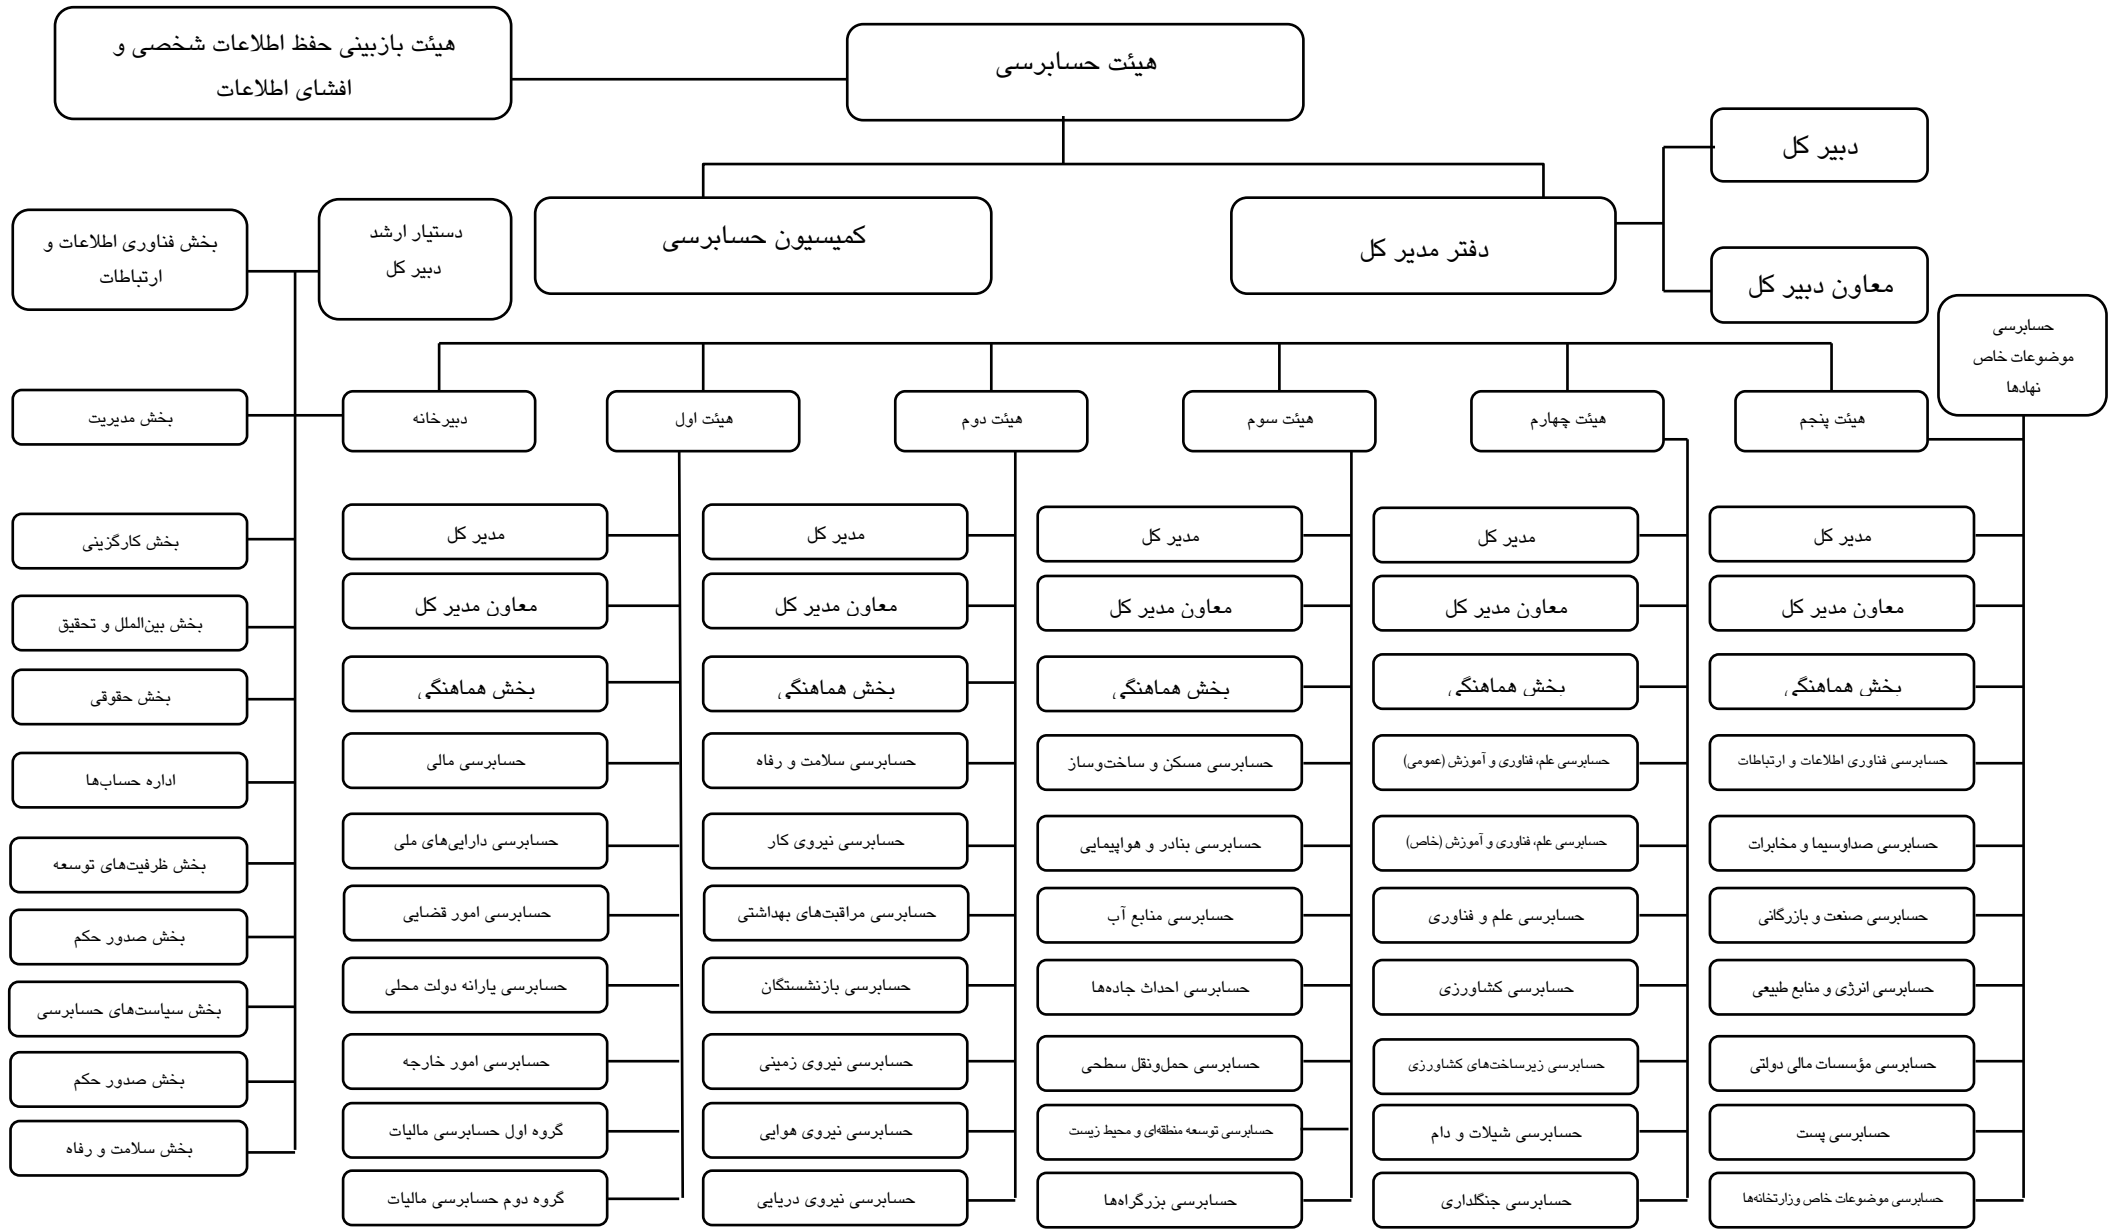 هیئت بازبینی حفظ اطلاعات شخصی و
افشای اطلاعات
هیئت حسابرسی
دبیر کل
معاون دبیر کل
دفتر مدیر کل
کمیسیون حسابرسی
دستیار ارشد
دبیر کل
بخش فناوری اطلاعات و
ارتباطات
حسابرسی
موضوعات خاص
نهادها
هیئت پنجم
هیئت چهارم
هیئت سوم
هیئت دوم
هیئت اول
دبیرخانه
بخش مدیریت
بخش کارگزینی
بخش بین‌الملل و تحقیق
بخش حقوقی
اداره حساب‌ها
بخش ظرفیت‌های توسعه
بخش صدور حکم
بخش سیاست‌های حسابرسی
بخش صدور حکم
بخش سلامت و رفاه
مدیر کل
معاون مدیر کل
بخش هماهنگی
حسابرسی مالی
حسابرسی دارایی‌های ملی
حسابرسی امور قضایی
حسابرسی یارانه دولت محلی
حسابرسی امور خارجه
گروه اول حسابرسی مالیات
گروه دوم حسابرسی مالیات
مدیر کل
معاون مدیر کل
بخش هماهنگی
حسابرسی سلامت و رفاه
حسابرسی نیروی کار
حسابرسی مراقبت‌های بهداشتی
حسابرسی بازنشستگان
حسابرسی نیروی زمینی
حسابرسی نیروی هوایی
حسابرسی نیروی دریایی
مدیر کل
معاون مدیر کل
بخش هماهنگی
حسابرسی مسکن و ساخت‌وساز
حسابرسی بنادر و هواپیمایی
حسابرسی منابع آب
حسابرسی احداث جاده‌ها
حسابرسی حمل‌ونقل سطحی
حسابرسی توسعه منطقه‌ای و محیط زیست
حسابرسی بزرگراه‌ها
مدیر کل
معاون مدیر کل
بخش هماهنگی
حسابرسی علم، فناوری و آموزش (عمومی)
حسابرسی علم، فناوری و آموزش (خاص)
حسابرسی علم و فناوری
حسابرسی کشاورزی
حسابرسی زیرساخت‌های کشاورزی
حسابرسی شیلات و دام
حسابرسی جنگلداری
مدیر کل
معاون مدیر کل
بخش هماهنگی
حسابرسی فناوری اطلاعات و ارتباطات
حسابرسی صداوسیما و مخابرات
حسابرسی صنعت و بازرگانی
حسابرسی انرژی و منابع طبیعی
حسابرسی مؤسسات مالی دولتی
حسابرسی پست
حسابرسی موضوعات خاص وزارتخانه‌ها